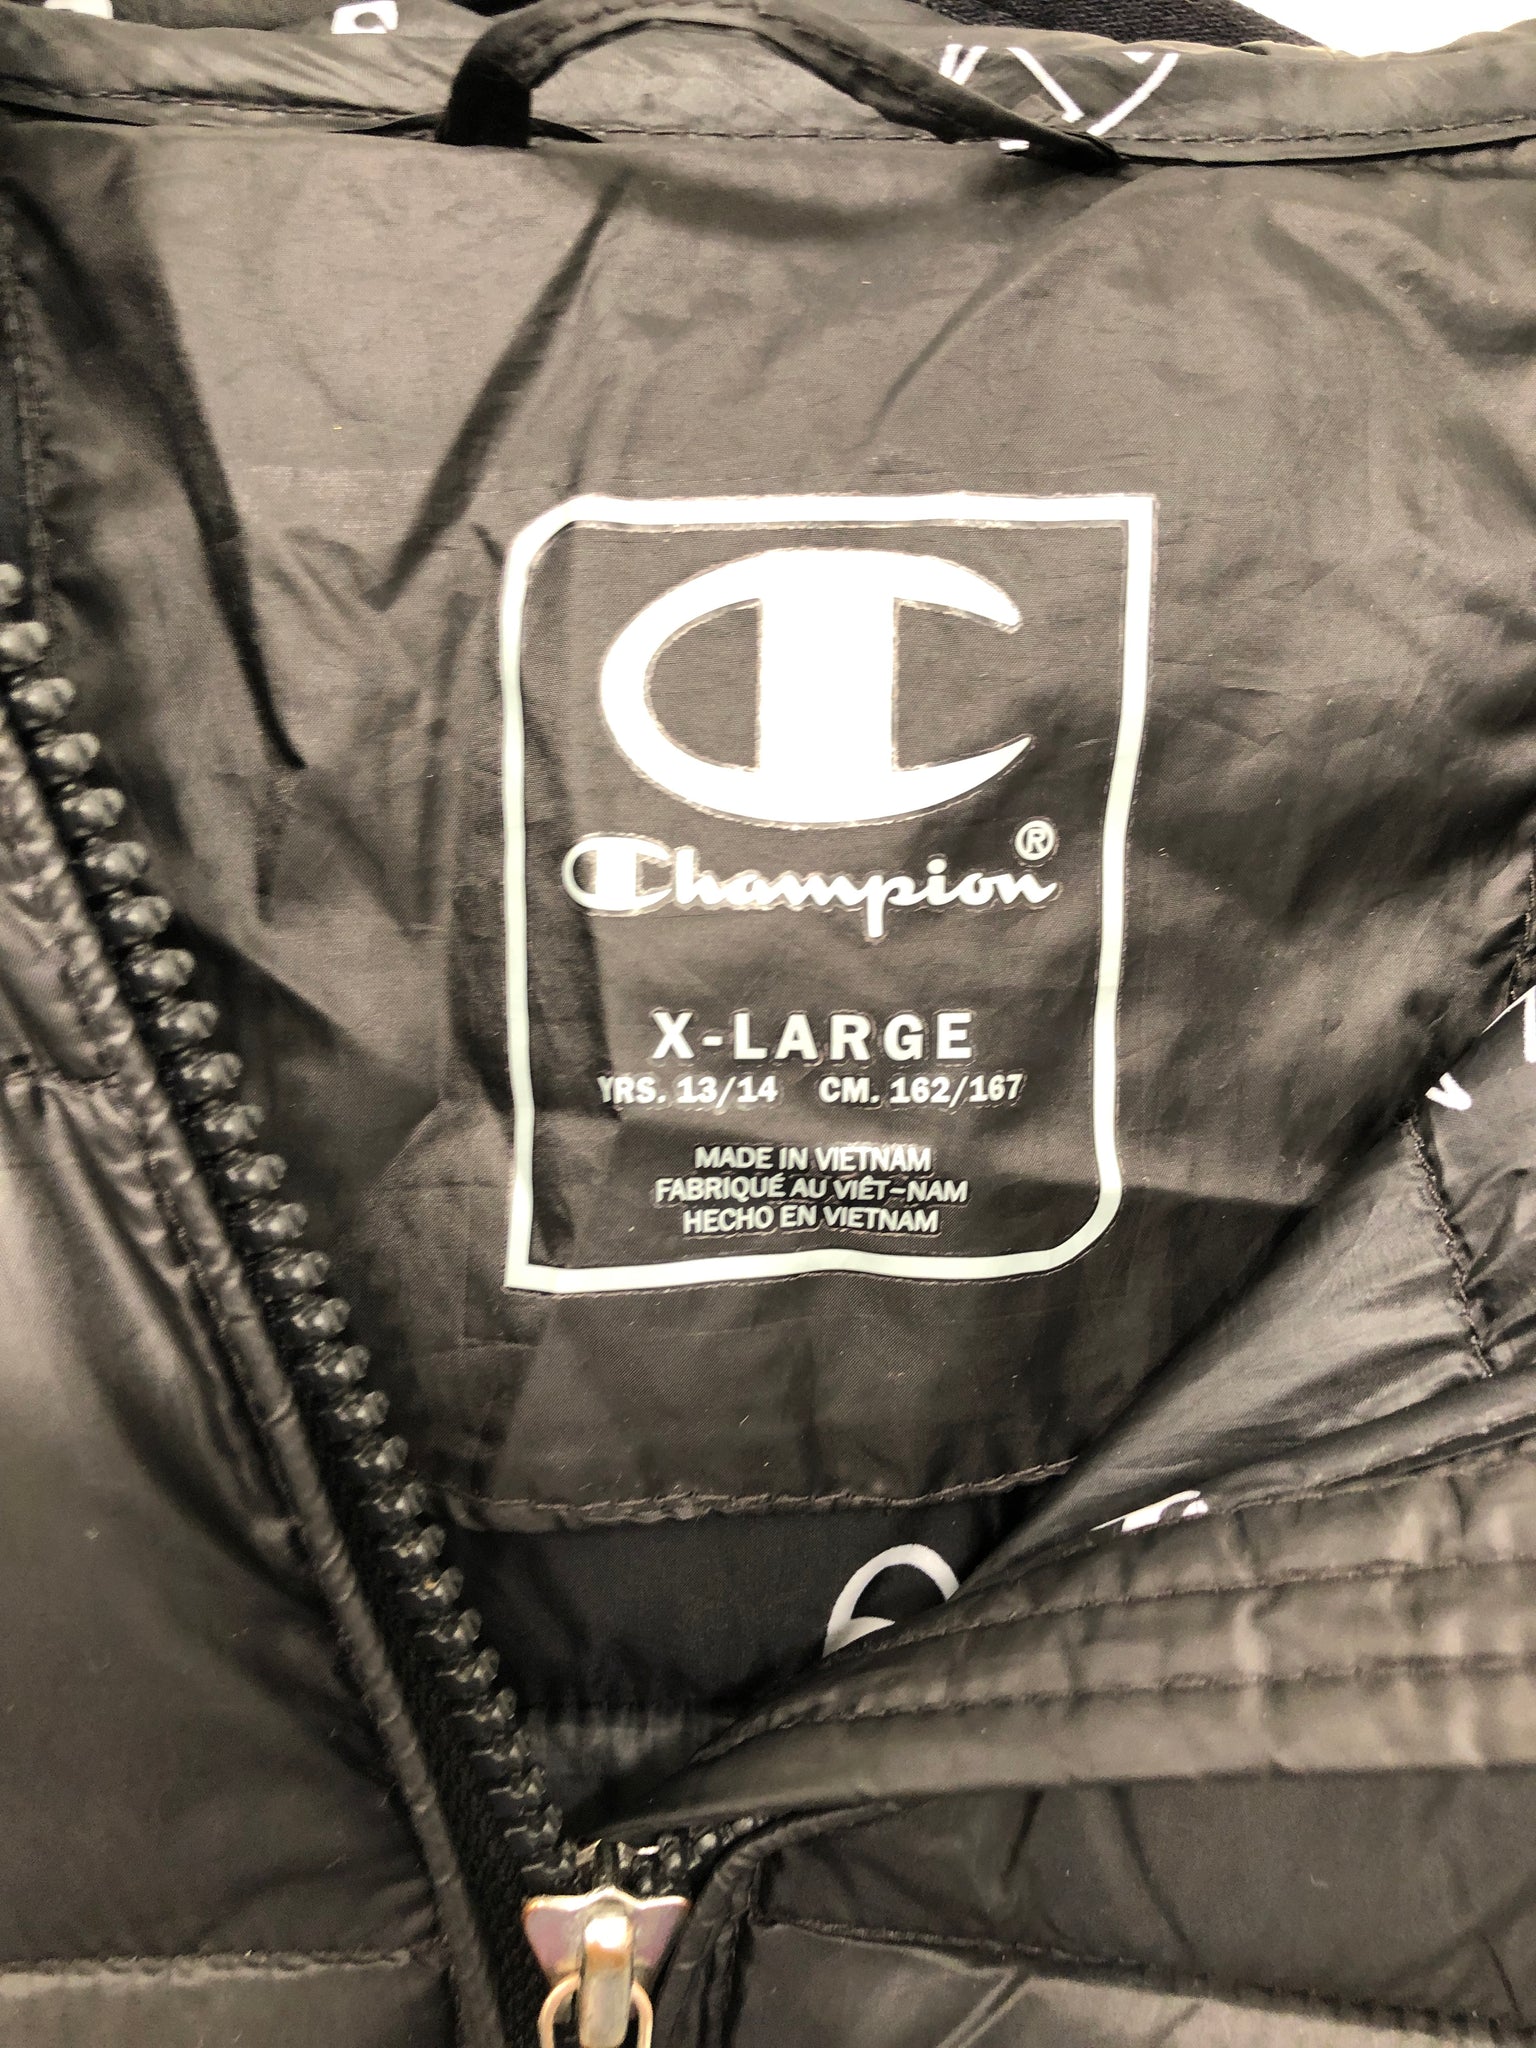 Champion®
X-LARGE
YRS. 13/14 CM. 162/167
MADE IN VIETNAM
FABRIQUÉ AU VIÊT-NAM
HECHO EN VIETNAM